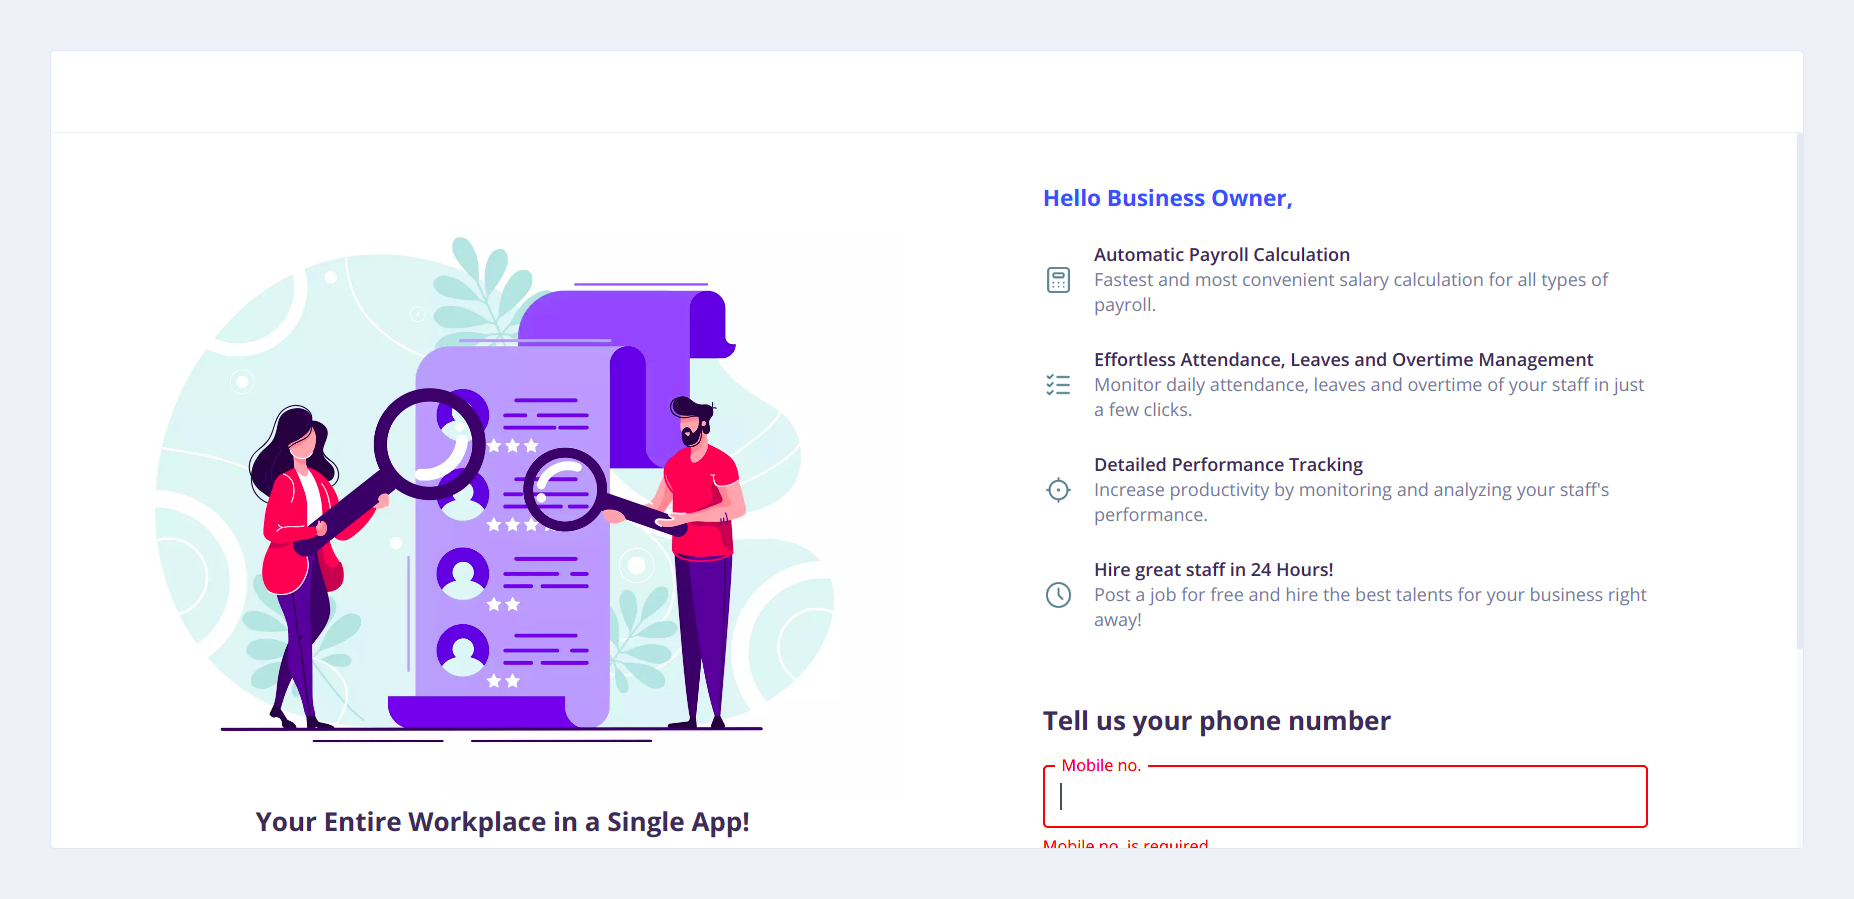 Hello Business Owner,
Automatic Payroll Calculation
Fastest and most convenient salary calculation for all types of
payroll.
Effortless Attendance, Leaves and Overtime Management
Monitor daily attendance, leaves and overtime of your staff in just
a few clicks.
Detailed Performance Tracking
Increase productivity by monitoring and analyzing your staff's
performance.
Hire great staff in 24 Hours!
Post a job for free and hire the best talents for your business right
away!
Tell us your phone number
Mobile no.
Mobile no. is required
Your Entire Workplace in a Single App!